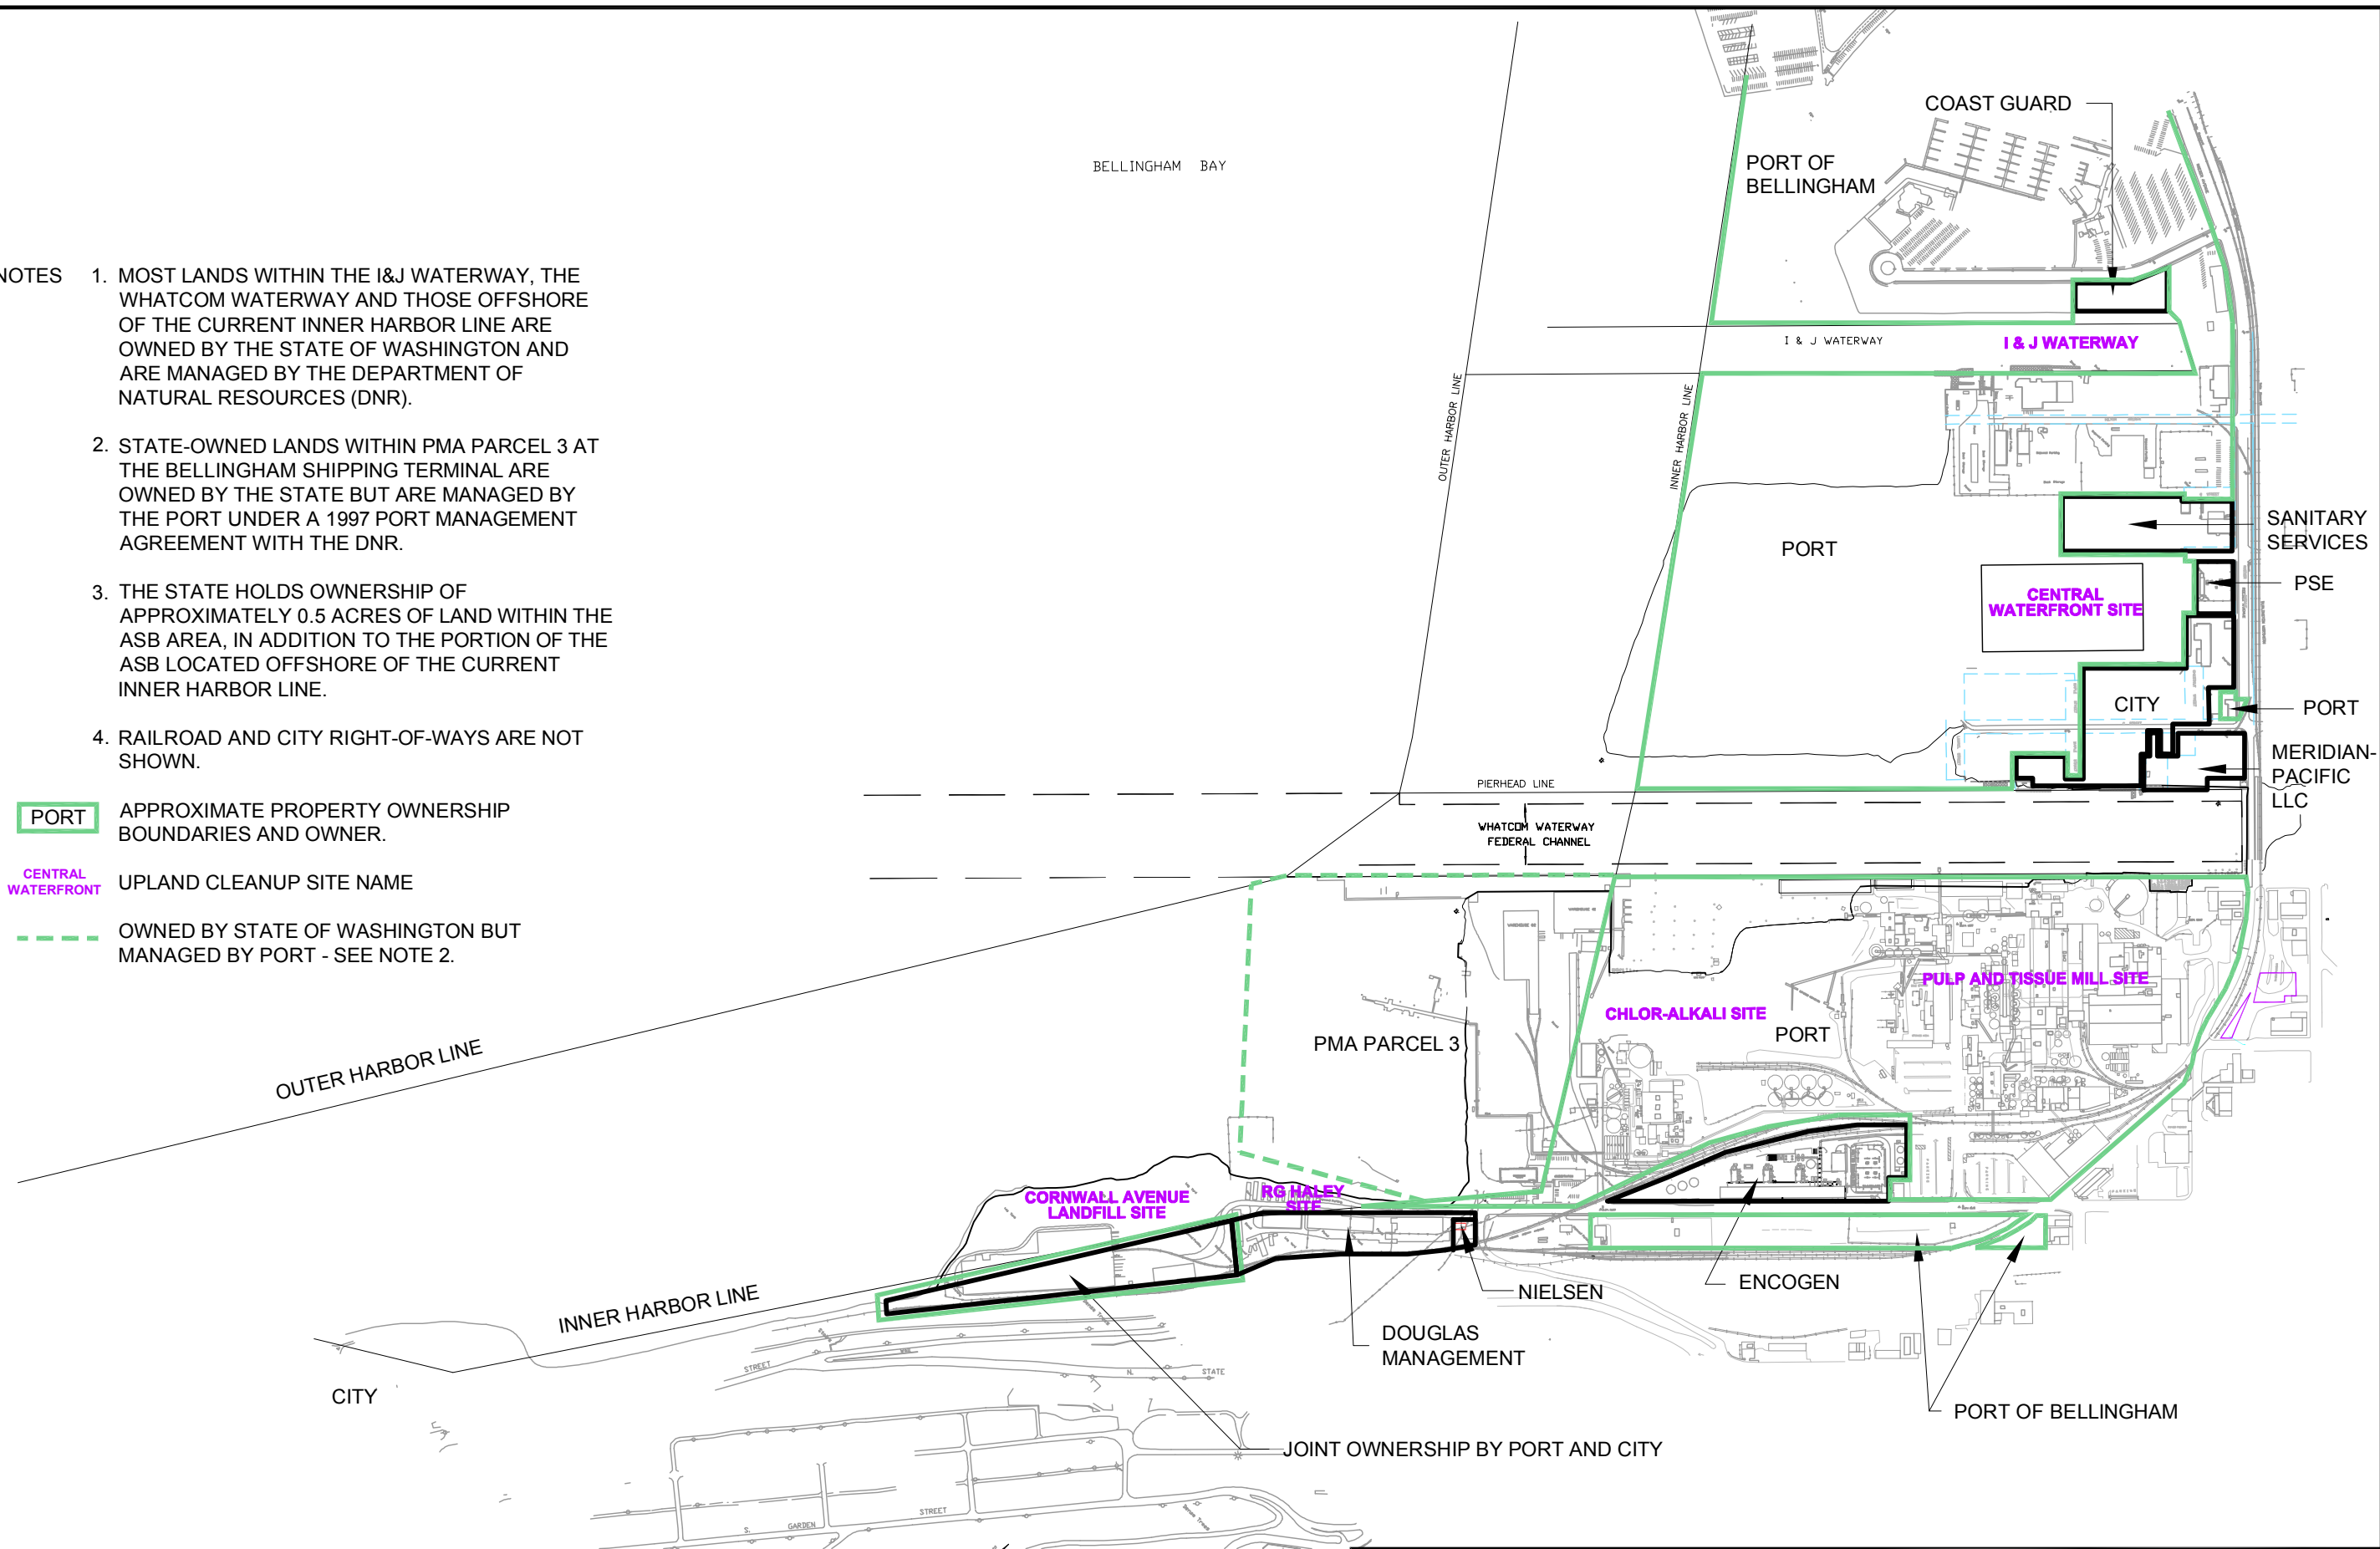 NOTES
1. MOST LANDS WITHIN THE I&J WATERWAY, THE
WHATCOM WATERWAY AND THOSE OFFSHORE
OF THE CURRENT INNER HARBOR LINE ARE
OWNED BY THE STATE OF WASHINGTON AND
ARE MANAGED BY THE DEPARTMENT OF
NATURAL RESOURCES (DNR).
2. STATE-OWNED LANDS WITHIN PMA PARCEL 3 AT
THE BELLINGHAM SHIPPING TERMINAL ARE
OWNED BY THE STATE BUT ARE MANAGED BY
THE PORT UNDER A 1997 PORT MANAGEMENT
AGREEMENT WITH THE DNR.
3. THE STATE HOLDS OWNERSHIP OF
APPROXIMATELY 0.5 ACRES OF LAND WITHIN THE
ASB AREA, IN ADDITION TO THE PORTION OF THE
ASB LOCATED OFFSHORE OF THE CURRENT
INNER HARBOR LINE.
4. RAILROAD AND CITY RIGHT-OF-WAYS ARE NOT
SHOWN.
PORT
APPROXIMATE PROPERTY OWNERSHIP
BOUNDARIES AND OWNER.
CENTRAL
WATERFRONT
UPLAND CLEANUP SITE NAME
OWNED BY STATE OF WASHINGTON BUT
MANAGED BY PORT - SEE NOTE 2.
BELLINGHAM BAY
COAST GUARD
PORT OF
BELLINGHAM
I & J WATERWAY
I & J WATERWAY
OUTER HARBOR LINE
INNER HARBOR LINE
SANITARY
SERVICES
PORT
PSE
CENTRAL
WATERFRONT SITE
CITY
PORT
MERIDIAN-
PACIFIC
LLC
PIERHEAD LINE
WHATCOM WATERWAY
FEDERAL CHANNEL
PULP AND TISSUE MILL SITE
CHLOR-ALKALI SITE
PORT
PMA PARCEL 3
OUTER HARBOR LINE
CORNWALL AVENUE
LANDFILL SITE
RG HALEY
SITE
INNER HARBOR LINE
NIELSEN
ENCOGEN
DOUGLAS
MANAGEMENT
STREET
N. STATE
CITY
PORT OF BELLINGHAM
JOINT OWNERSHIP BY PORT AND CITY
S. GARDEN STREET